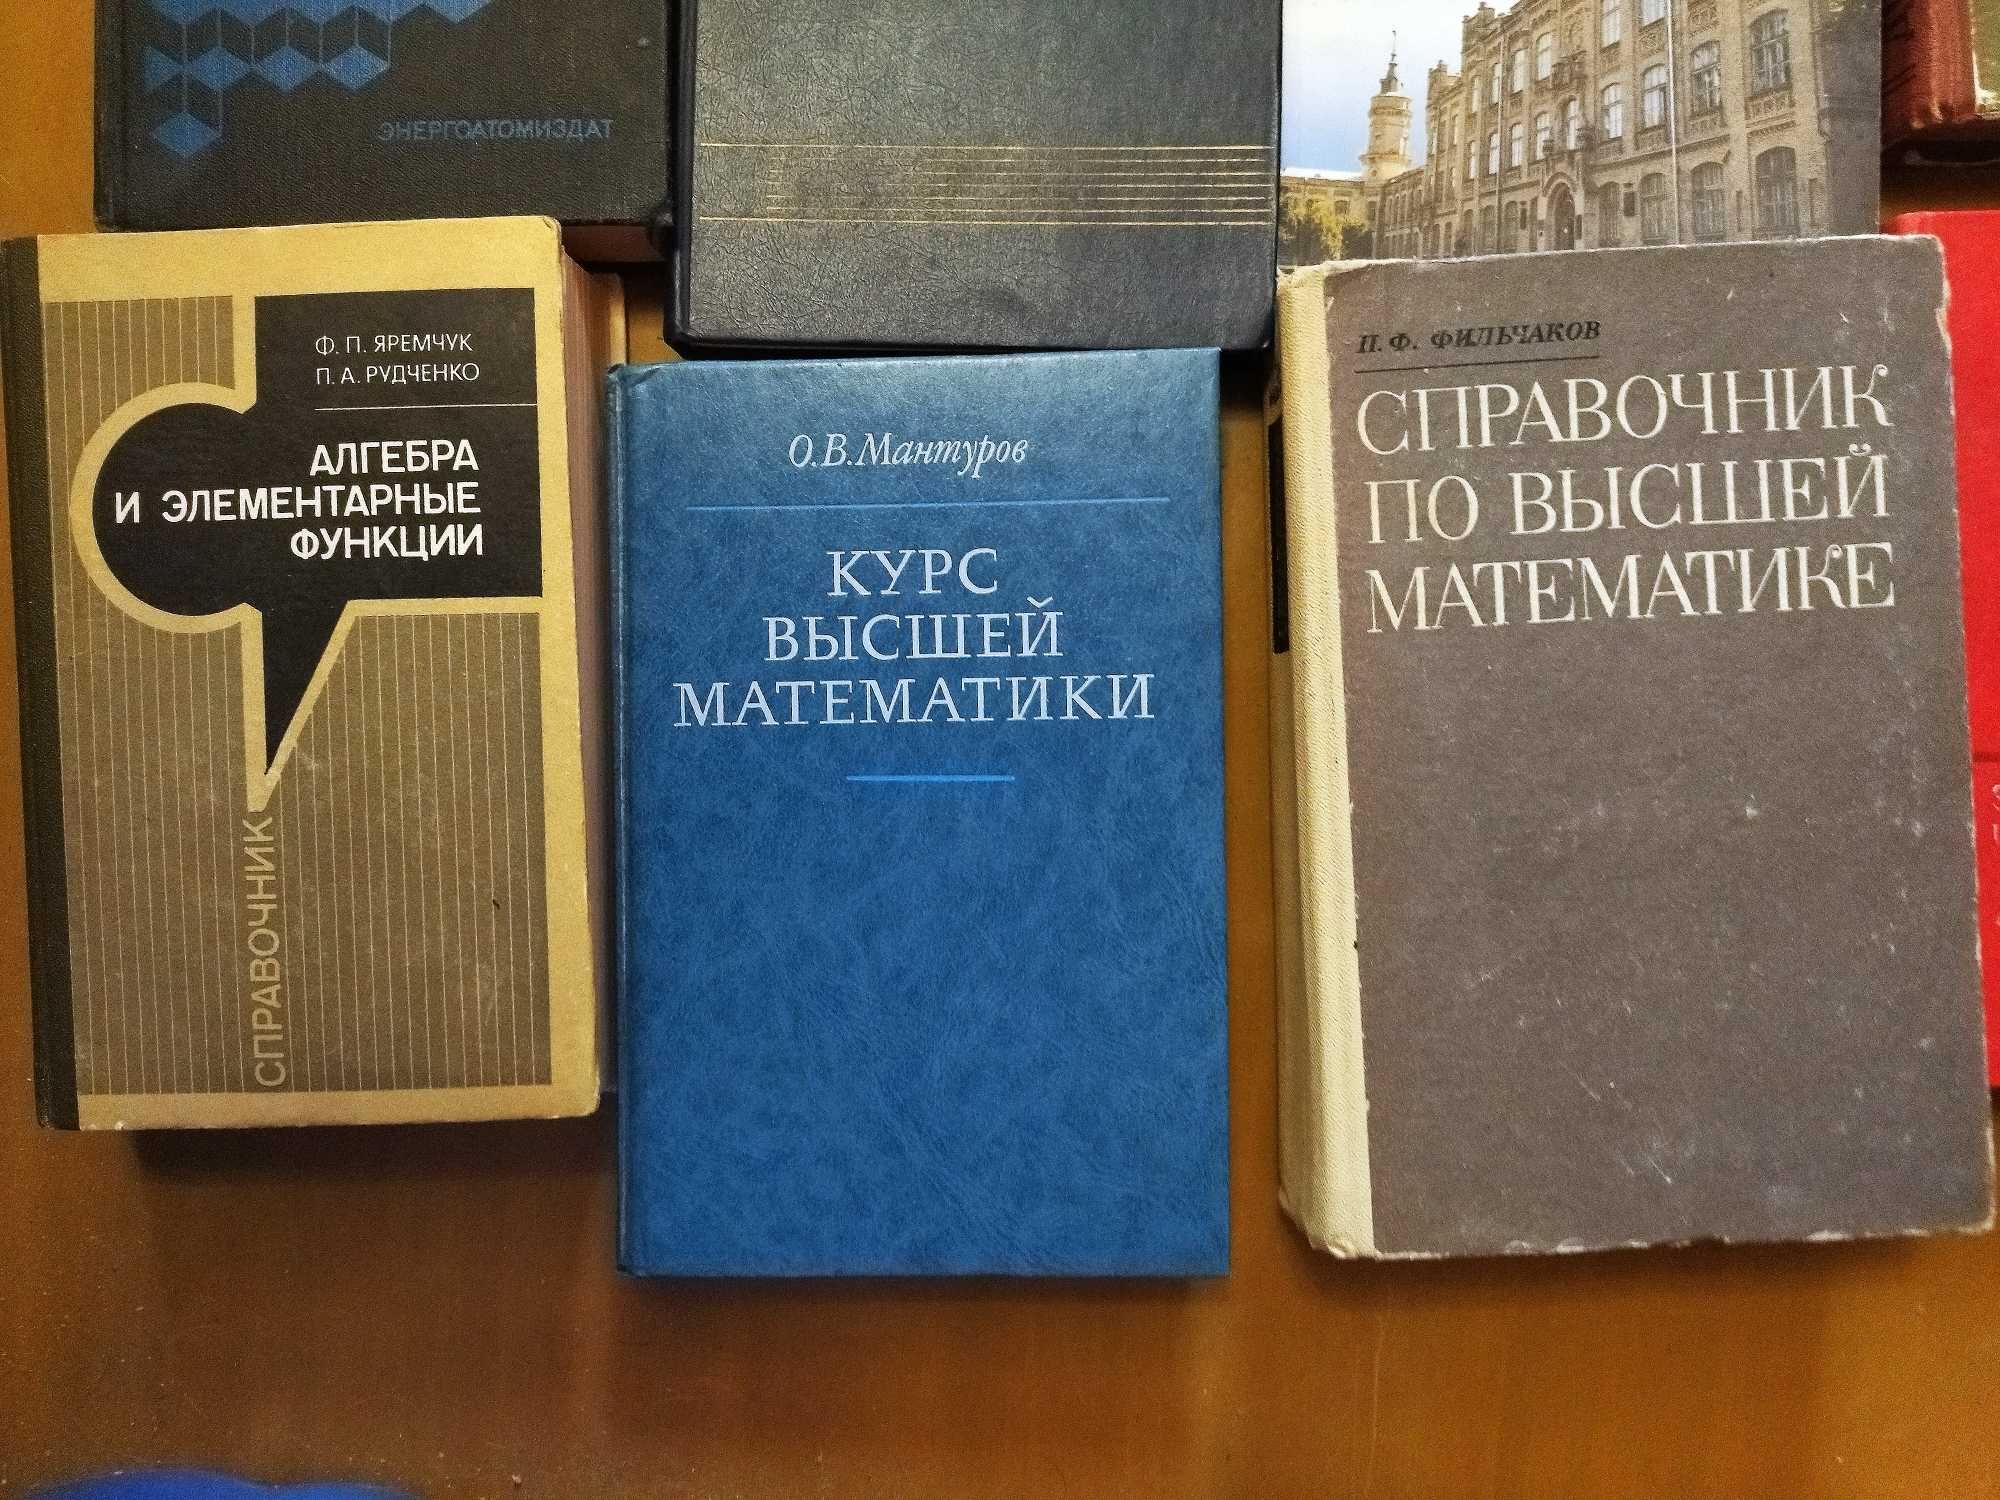 ЭНЕРГОАТОМИЗДАТ
Ф. П. ЯРЕМЧУК
П. А. РУДЧЕНКО
АЛГЕБРА
И ЭЛЕМЕНТАРНЫЕ
ФУНКЦИИ
СПРАВОЧНИК
О.В.Мантуров
КУРС
ВЫСШЕЙ
МАТЕМАТИКИ
П. Ф. ФИЛЬЧАКОВ
СПРАВОЧНИК
ПО ВЫСШЕЙ
МАТЕМАТИКЕ